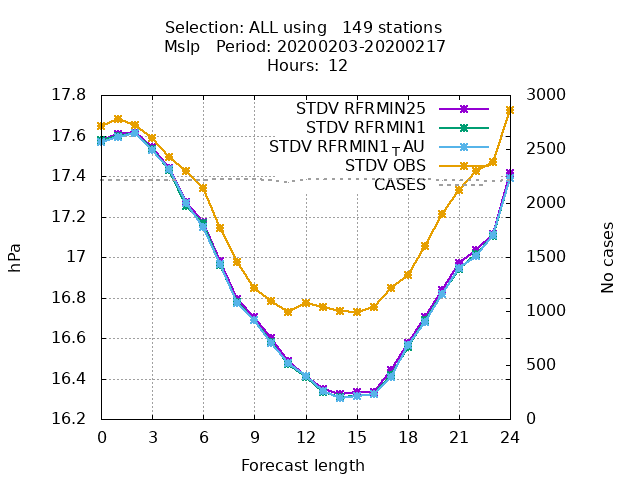 Selection: ALL using   149 stations
Mslp   Period: 20200203-20200217
Hours:  12
STDV RFRMIN25
STDV RFRMIN1
STDV RFRMIN1┬AU
STDV OBS
CASES
hPa
17.8
17.6
17.4
17.2
17
16.8
16.6
16.4
16.2
No cases
3000
2500
2000
1500
1000
500
0
0 3 6 9 12 15 18 21 24
Forecast length